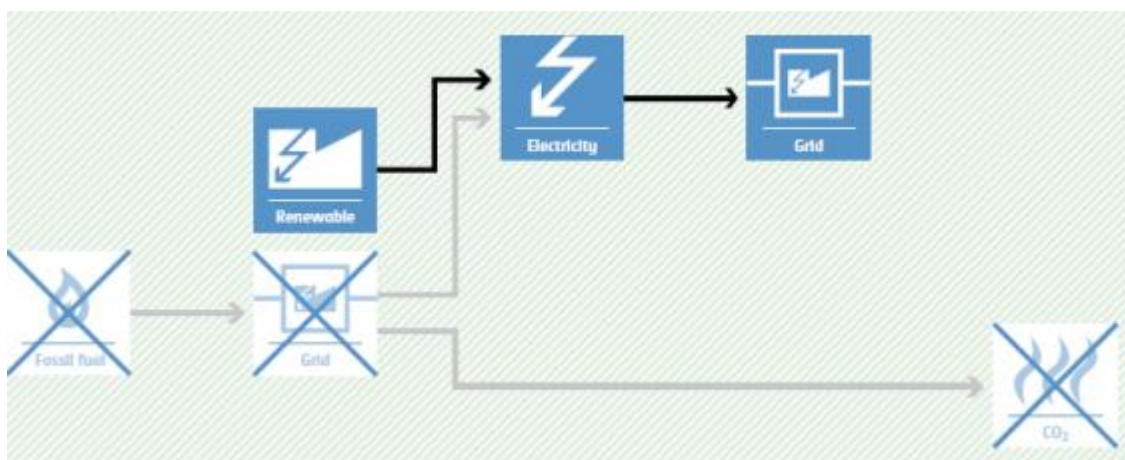 Electricity
Grid
Renewable
Fossil fuel
Grid
CO₂